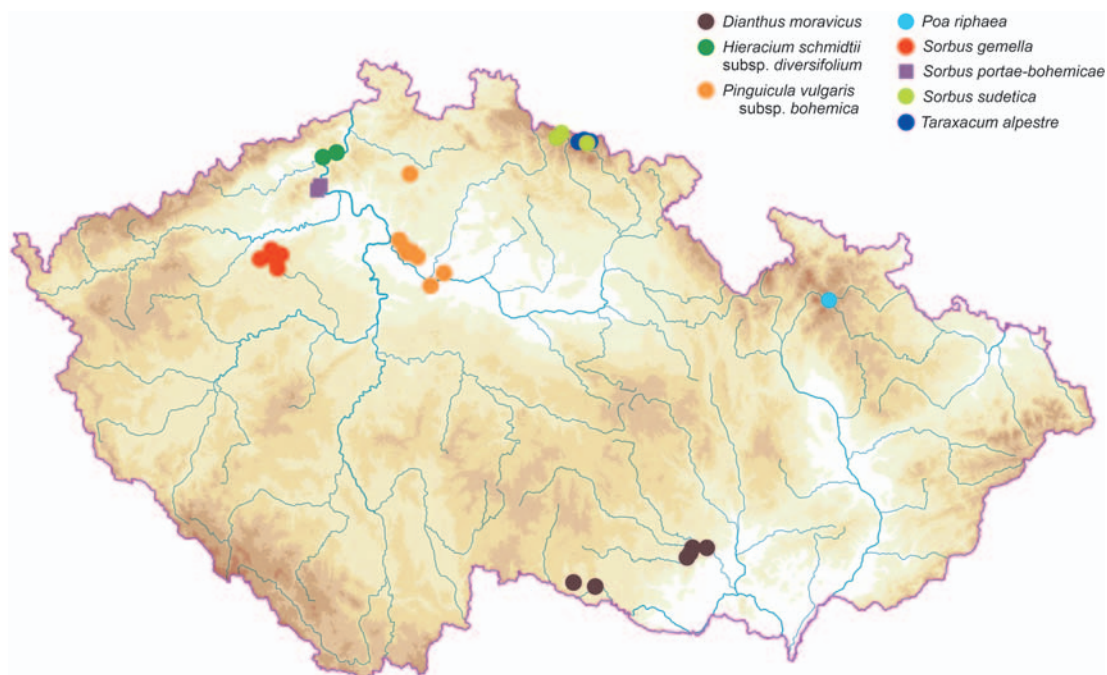 Dianthus moravicus
Hieracium schmidtii
subsp. diversifolium
Pinguicula vulgaris
subsp. bohemica
Poa riphaea
Sorbus gemella
Sorbus portae-bohemicae
Sorbus sudetica
Taraxacum alpestre